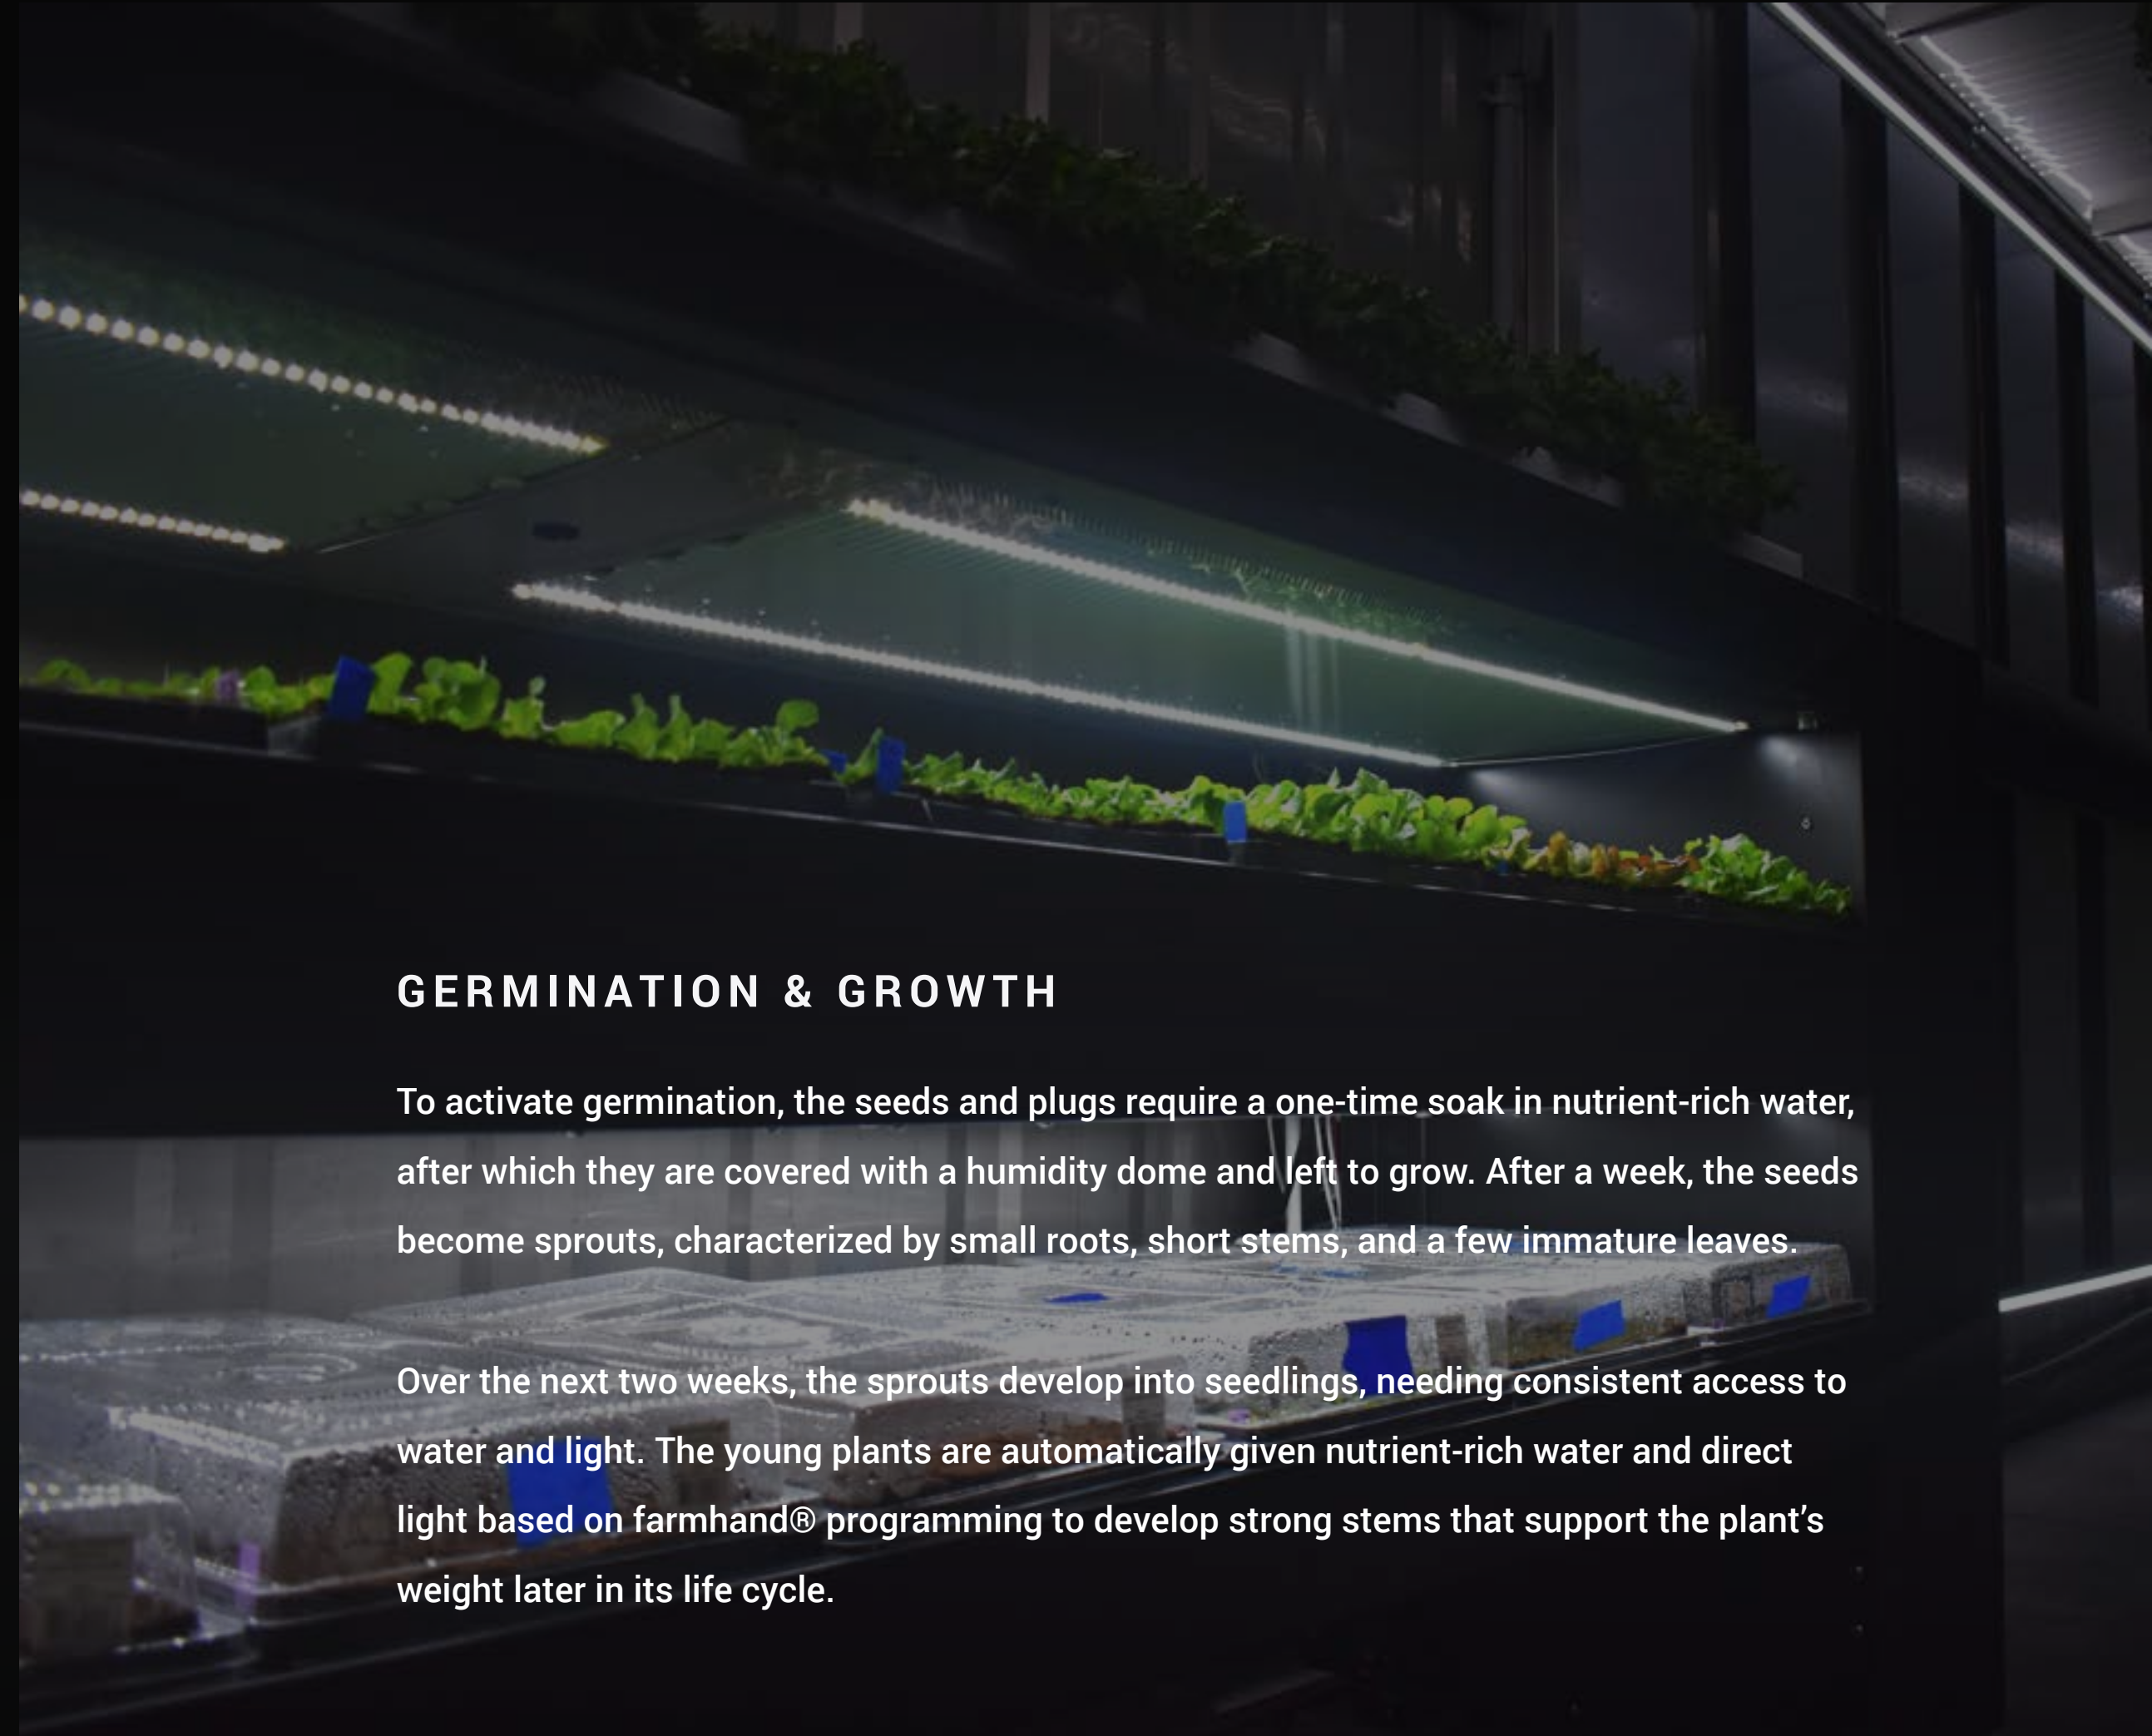 GERMINATION & GROWTH
To activate germination, the seeds and plugs require a one-time soak in nutrient-rich water,
after which they are covered with a humidity dome and left to grow. After a week, the seeds
become sprouts, characterized by small roots, short stems, and a few immature leaves.
Over the next two weeks, the sprouts develop into seedlings, needing consistent access to
water and light. The young plants are automatically given nutrient-rich water and direct
light based on farmhand® programming to develop strong stems that support the plant’s
weight later in its life cycle.